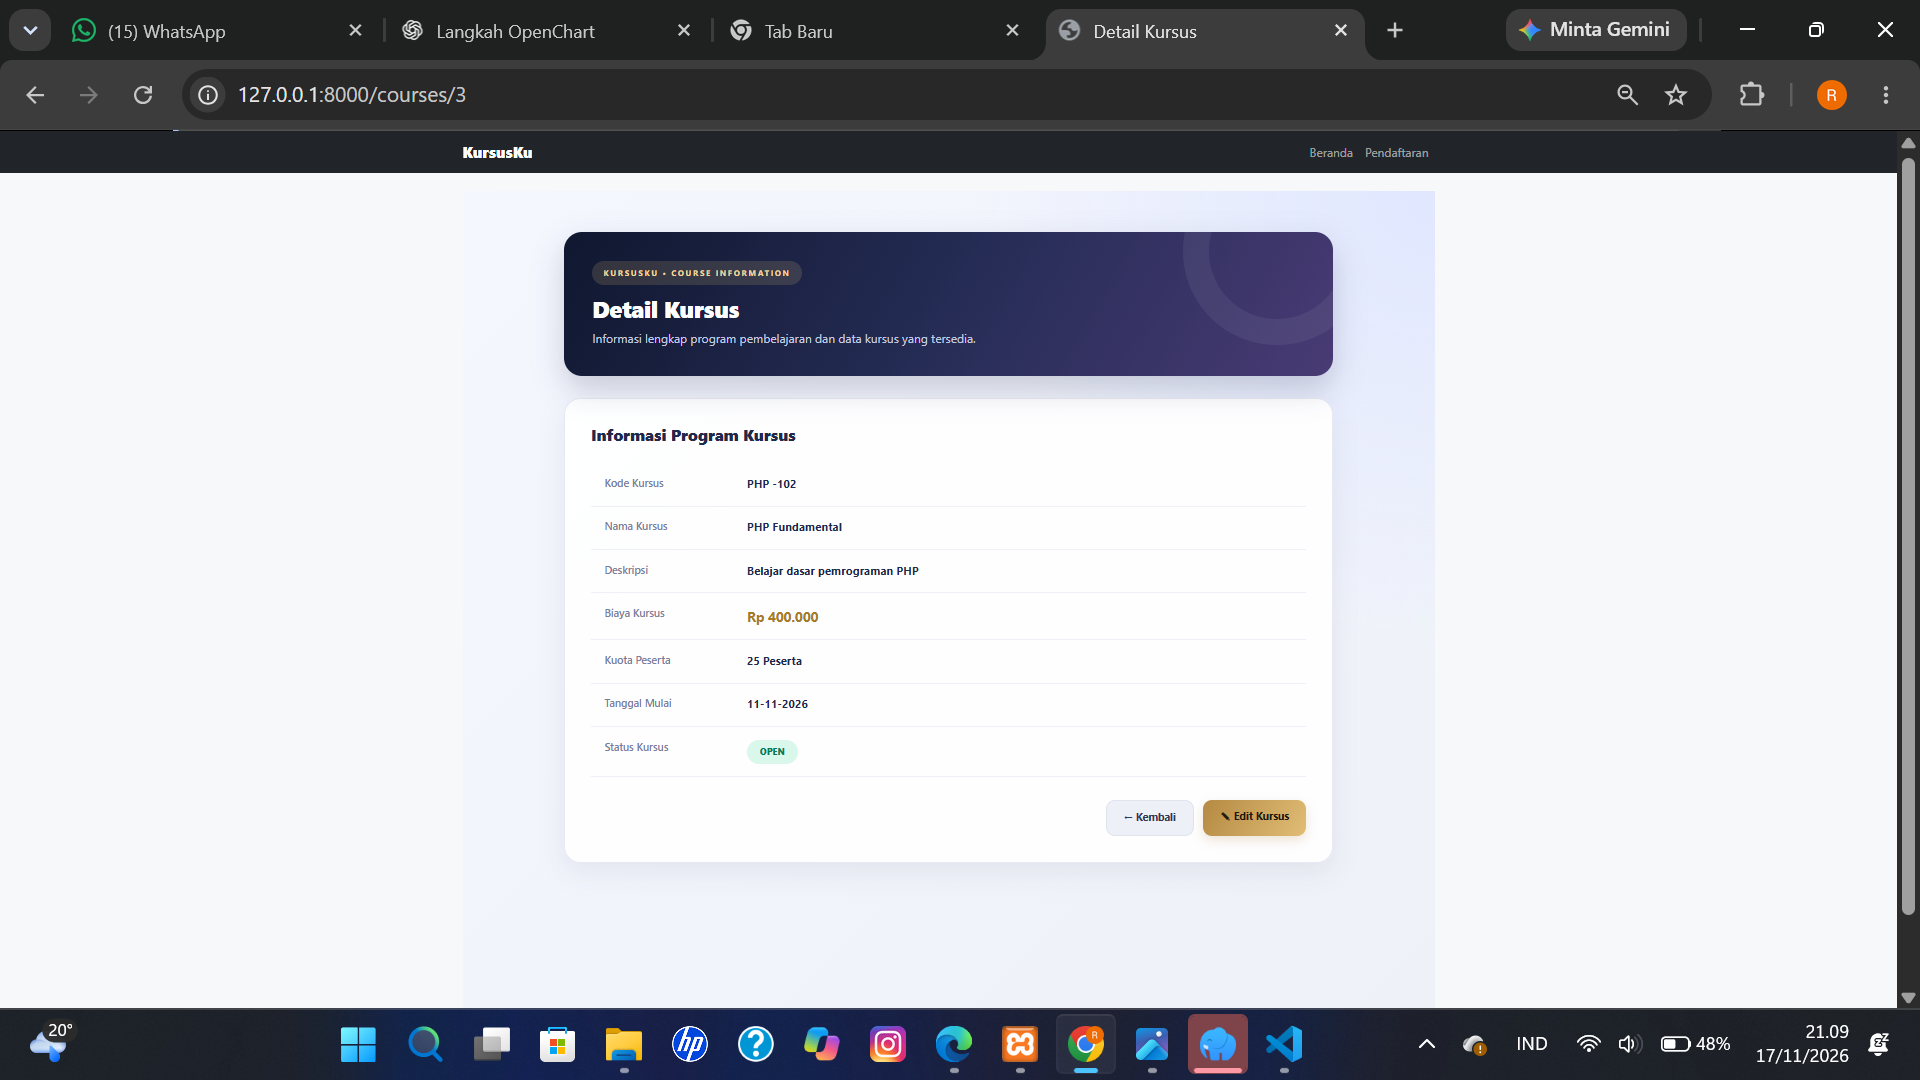 (15) WhatsApp
Langkah OpenChart
Tab Baru
Detail Kursus
Minta Gemini
127.0.0.1:8000/courses/3
R
KursusKu
Beranda Pendaftaran
KURSUSKU • COURSE INFORMATION
Detail Kursus
Informasi lengkap program pembelajaran dan data kursus yang tersedia.
Informasi Program Kursus
Kode Kursus PHP -102
Nama Kursus PHP Fundamental
Deskripsi Belajar dasar pemrograman PHP
Biaya Kursus Rp 400.000
Kuota Peserta 25 Peserta
Tanggal Mulai 11-11-2026
Status Kursus OPEN
← Kembali
Edit Kursus
20°
hp
R
IND
48%
21.09
17/11/2026